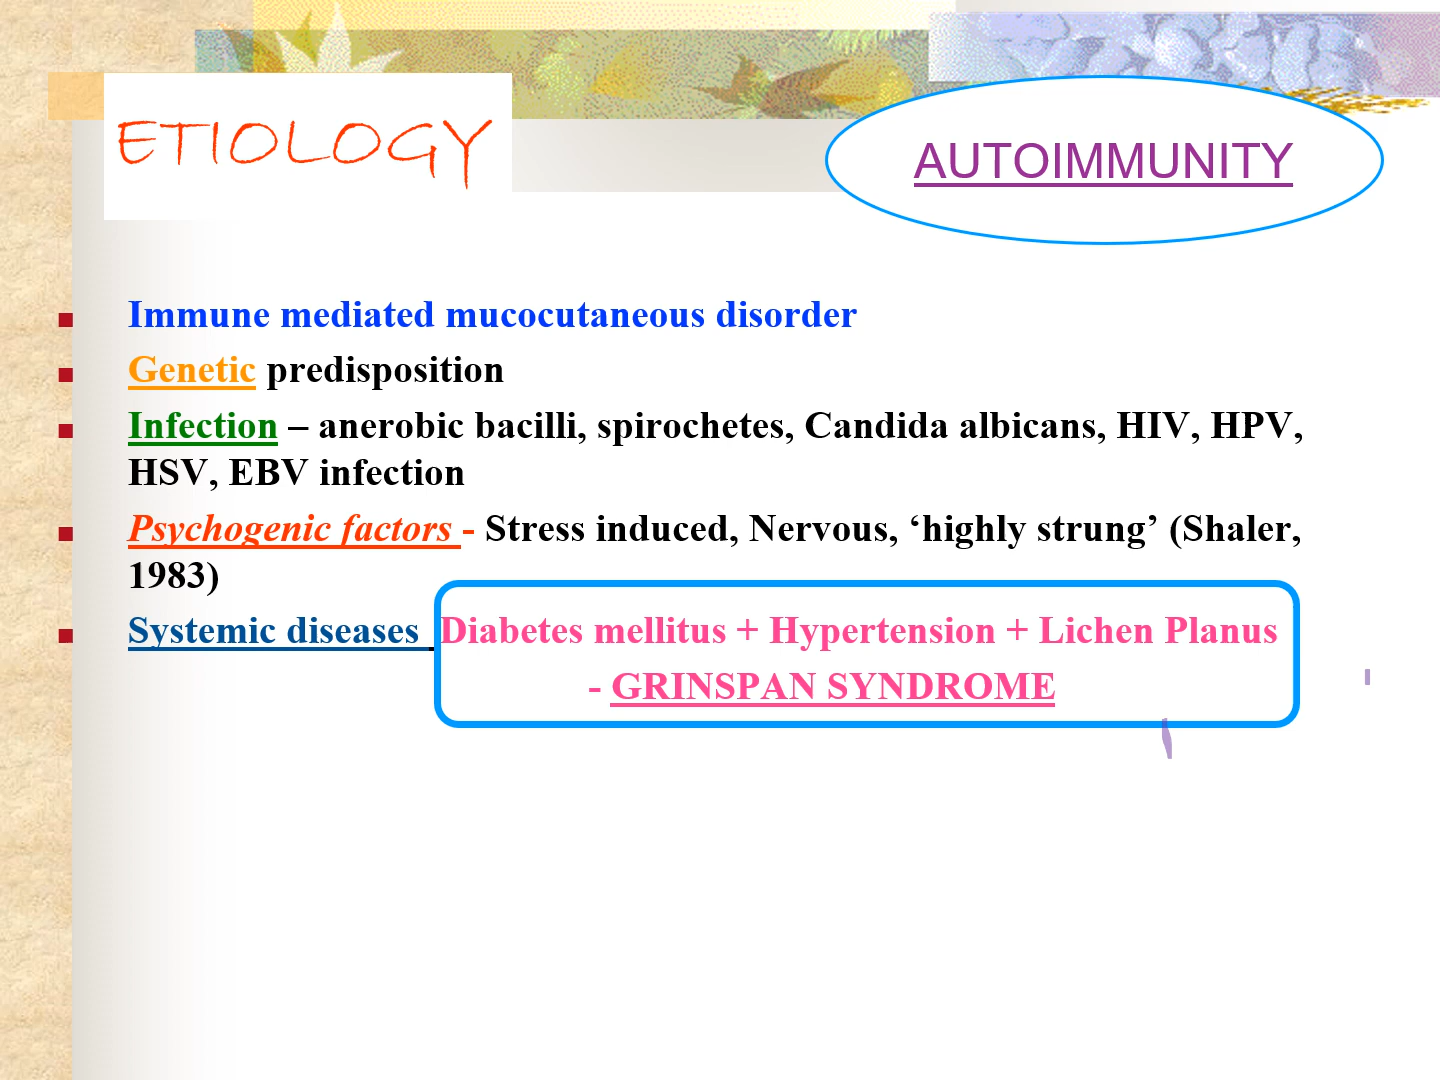 ETIOLOGY
AUTOIMMUNITY
Immune mediated mucocutaneous disorder
Genetic predisposition
Infection – anerobic bacilli, spirochetes, Candida albicans, HIV, HPV,
HSV, EBV infection
Psychogenic factors - Stress induced, Nervous, ‘highly strung’ (Shaler,
1983)
Systemic diseases Diabetes mellitus + Hypertension + Lichen Planus
- GRINSPAN SYNDROME